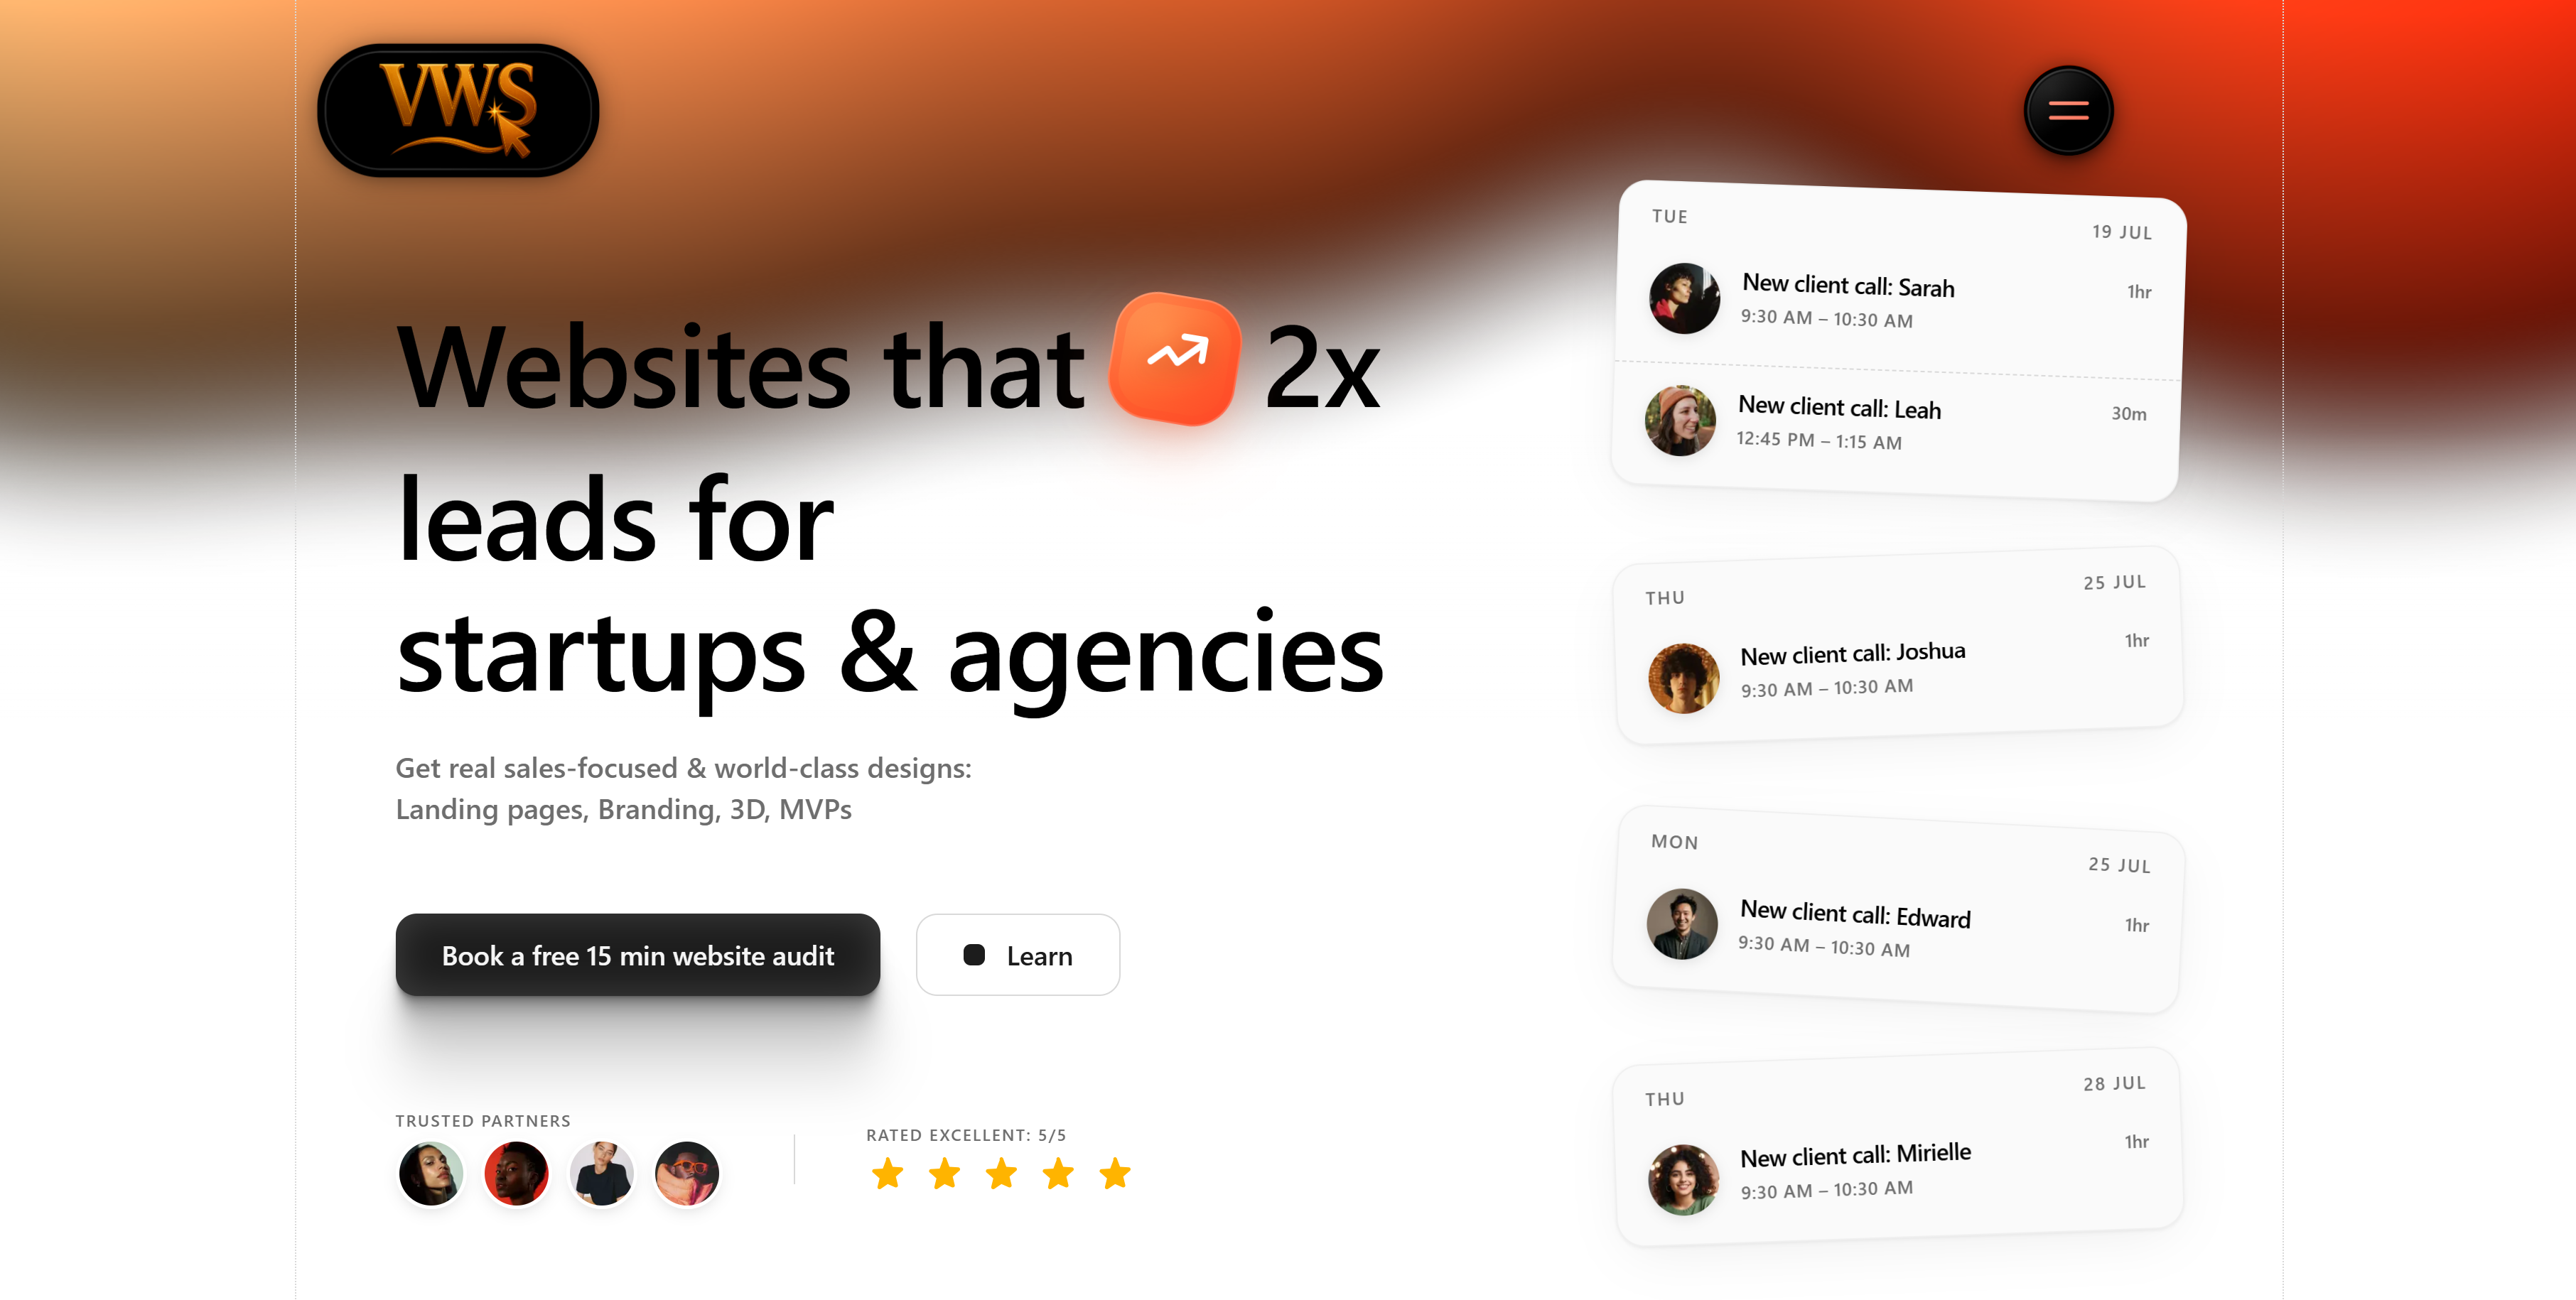 VWS
Websites that 2x
leads for
startups & agencies
Get real sales-focused & world-class designs:
Landing pages, Branding, 3D, MVPs
Book a free 15 min website audit
Learn
TRUSTED PARTNERS
RATED EXCELLENT: 5/5
TUE
19 JUL
New client call: Sarah
1hr
9:30 AM – 10:30 AM
New client call: Leah
30m
12:45 PM – 1:15 AM
THU
25 JUL
New client call: Joshua
1hr
9:30 AM – 10:30 AM
MON
25 JUL
New client call: Edward
1hr
9:30 AM – 10:30 AM
THU
28 JUL
New client call: Mirielle
1hr
9:30 AM – 10:30 AM